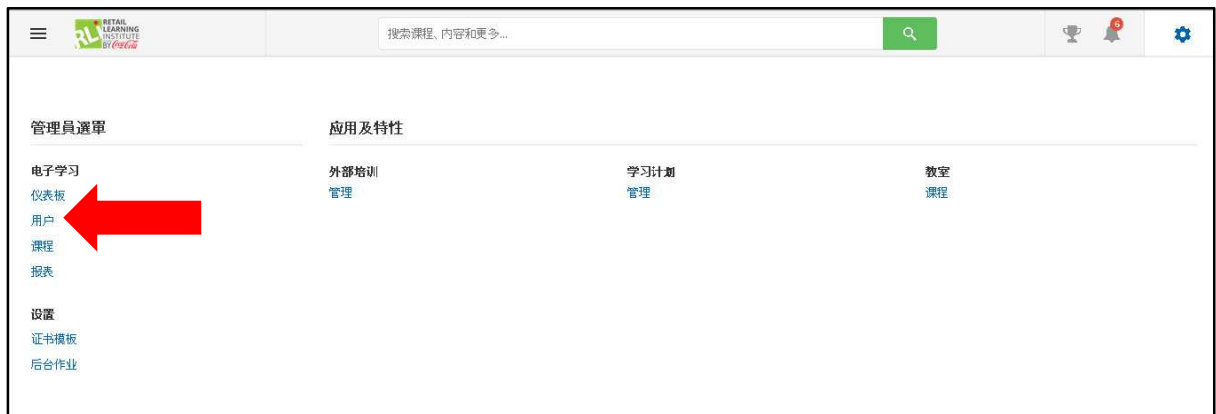 RETAIL
LEARNING
INSTITUTE
BY Coca-Cola
RLI
搜索课程、内容和更多...
6
管理員選單
应用及特性
电子学习
仪表板
用户
课程
报表
设置
证书模板
后台作业
外部培训
管理
学习计划
管理
教室
课程